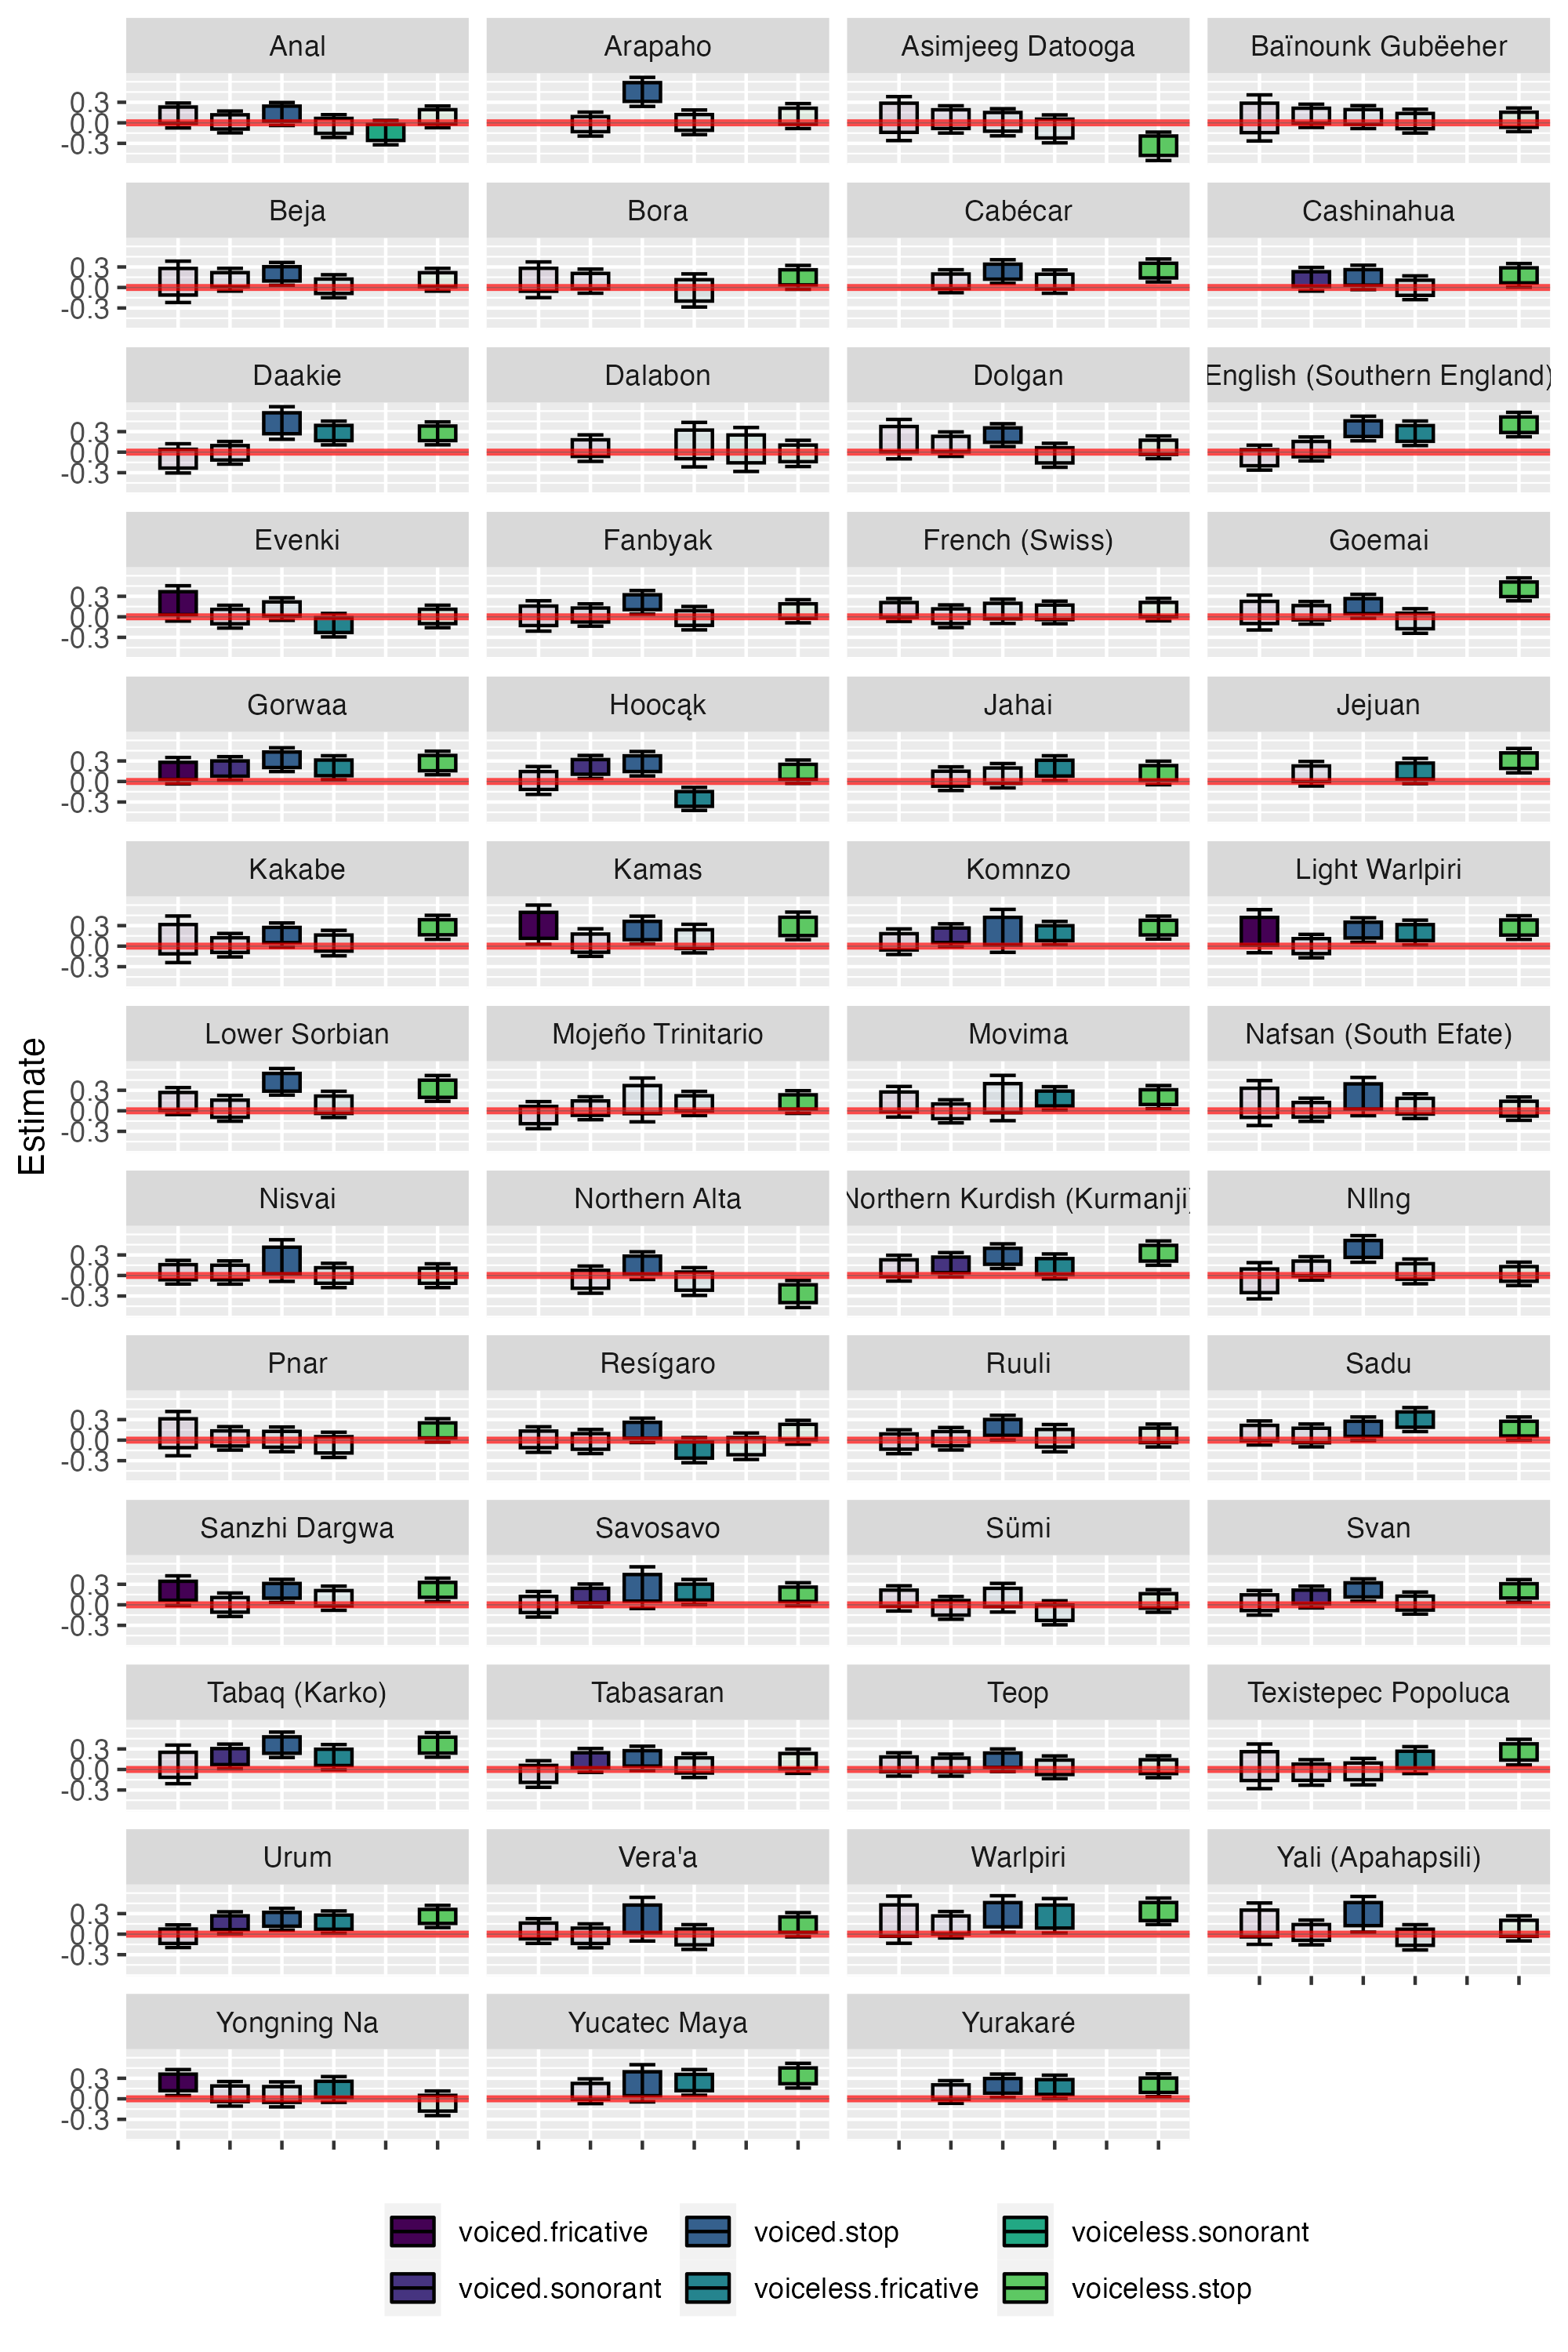 Anal Arapaho Asimjeeg Datooga Baïnounk Gubëeher
0.3
0.0
-0.3
Beja Bora Cabécar Cashinahua
0.3
0.0
-0.3
Daakie Dalabon Dolgan English (Southern England)
0.3
0.0
-0.3
Evenki Fanbyak French (Swiss) Goemai
0.3
0.0
-0.3
Gorwaa Hoocąk Jahai Jejuan
0.3
0.0
-0.3
Kakabe Kamas Komnzo Light Warlpiri
0.3
0.0
-0.3
Lower Sorbian Mojeño Trinitario Movima Nafsan (South Efate)
0.3
0.0
-0.3
Estimate
Nisvai Northern Alta Northern Kurdish (Kurmanji) Nǁng
0.3
0.0
-0.3
Pnar Resígaro Ruuli Sadu
0.3
0.0
-0.3
Sanzhi Dargwa Savosavo Sümi Svan
0.3
0.0
-0.3
Tabaq (Karko) Tabasaran Teop Texistepec Popoluca
0.3
0.0
-0.3
Urum Vera'a Warlpiri Yali (Apahapsili)
0.3
0.0
-0.3
Yongning Na Yucatec Maya Yurakaré
0.3
0.0
-0.3
voiced.fricative voiced.stop voiceless.sonorant
voiced.sonorant voiceless.fricative voiceless.stop